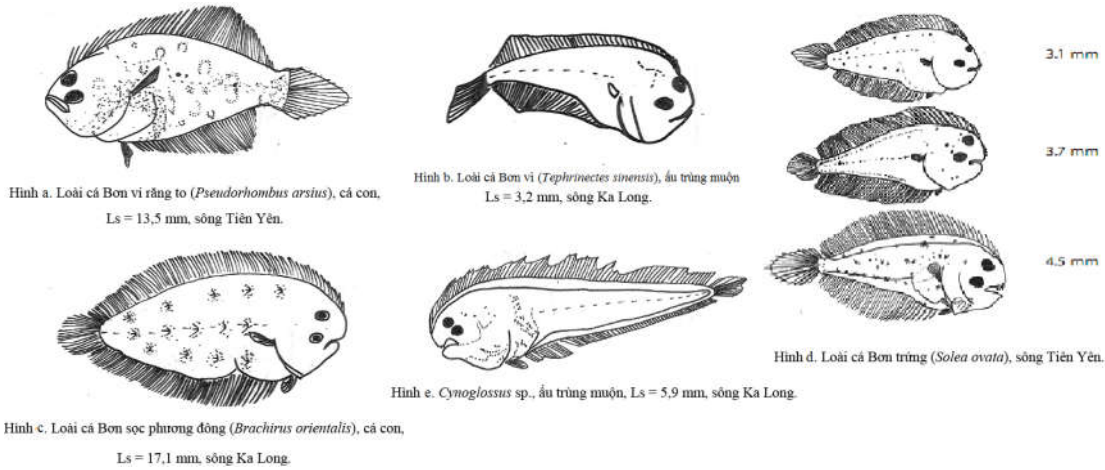 Hình a. Loài cá Bơn vỉ răng to (Pseudorhombus arsius), cá con,
Ls = 13,5 mm, sông Tiên Yên.
Hình b. Loài cá Bơn vỉ (Tephrinectes sinensis), ấu trùng muộn
Ls = 3,2 mm, sông Ka Long.
3.1 mm
3.7 mm
4.5 mm
Hình c. Loài cá Bơn sọc phương đông (Brachirus orientalis), cá con,
Ls = 17,1 mm, sông Ka Long.
Hình e. Cynoglossus sp., ấu trùng muộn, Ls = 5,9 mm, sông Ka Long.
Hình d. Loài cá Bơn trứng (Solea ovata), sông Tiên Yên.